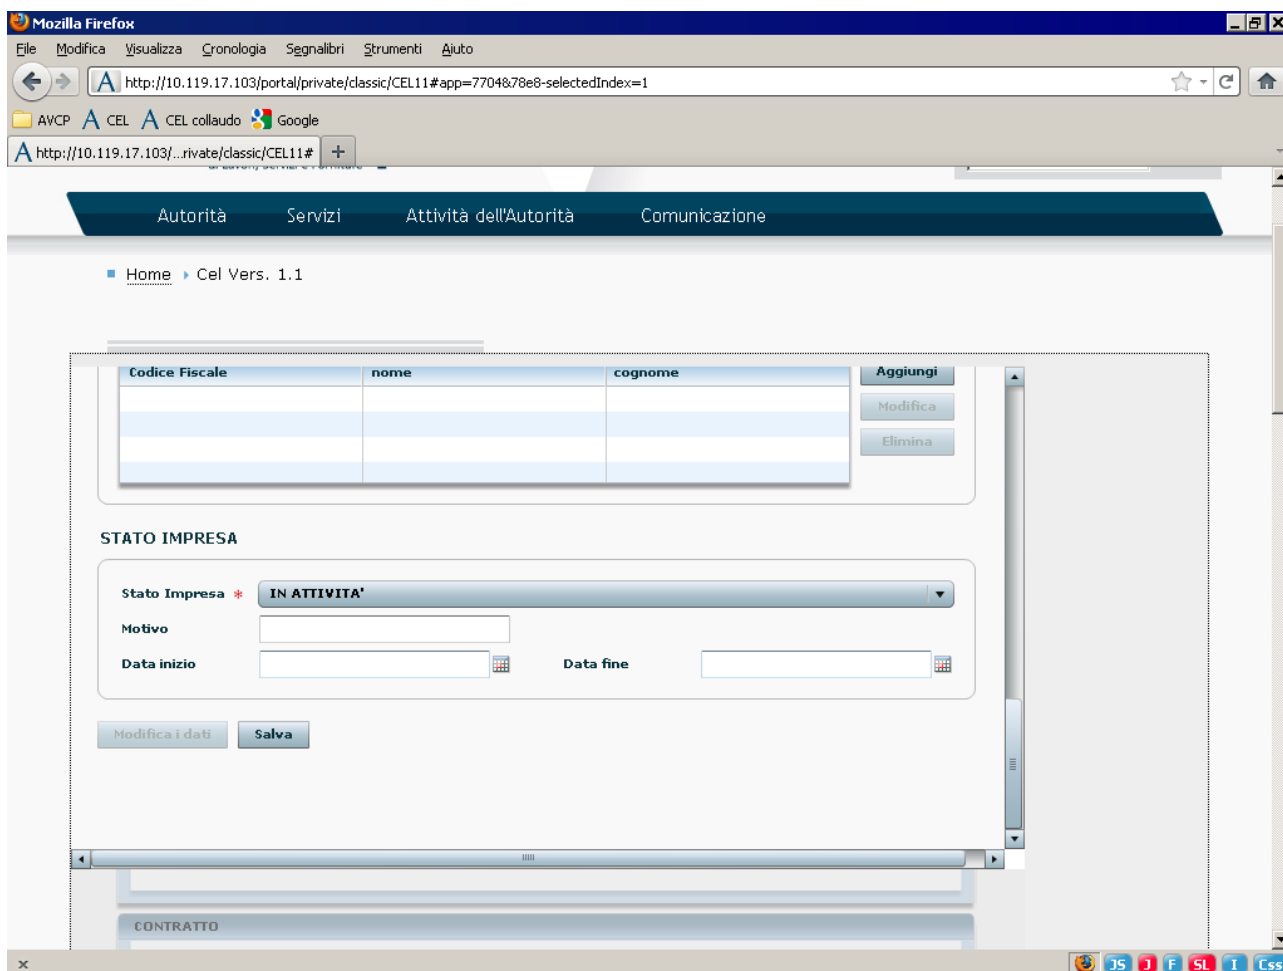 Mozilla Firefox
File Modifica Visualizza Cronologia Segnalibri Strumenti Aiuto
http://10.119.17.103/portal/private/classic/CEL11#app=7704&78e8-selectedIndex=1
AVCP CEL CEL collaudo Google
http://10.119.17.103/...rivate/classic/CEL11# +
Autorità Servizi Attività dell'Autorità Comunicazione
Home Cel Vers. 1.1
Codice Fiscale nome cognome Aggiungi
Modifica
Elimina
STATO IMPRESA
Stato Impresa * IN ATTIVITA'
Motivo
Data inizio Data fine
Modifica i dati Salva
CONTRATTO
x JS J F SL I Css